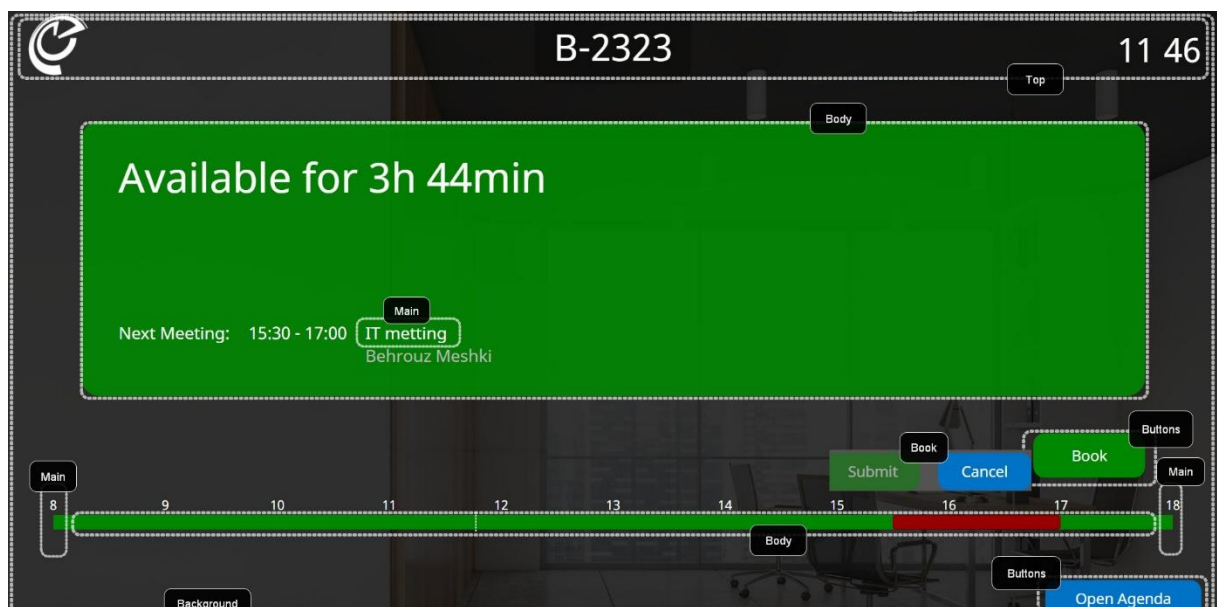 B-2323
11 46
Top
Body
Available for 3h 44min
Main
Next Meeting: 15:30 - 17:00 IT metting
Behrouz Meshki
Buttons
Book
Submit Cancel Book
Main
Main
8 9 10 11 12 13 14 15 16 17 18
Body
Buttons
Background
Open Agenda